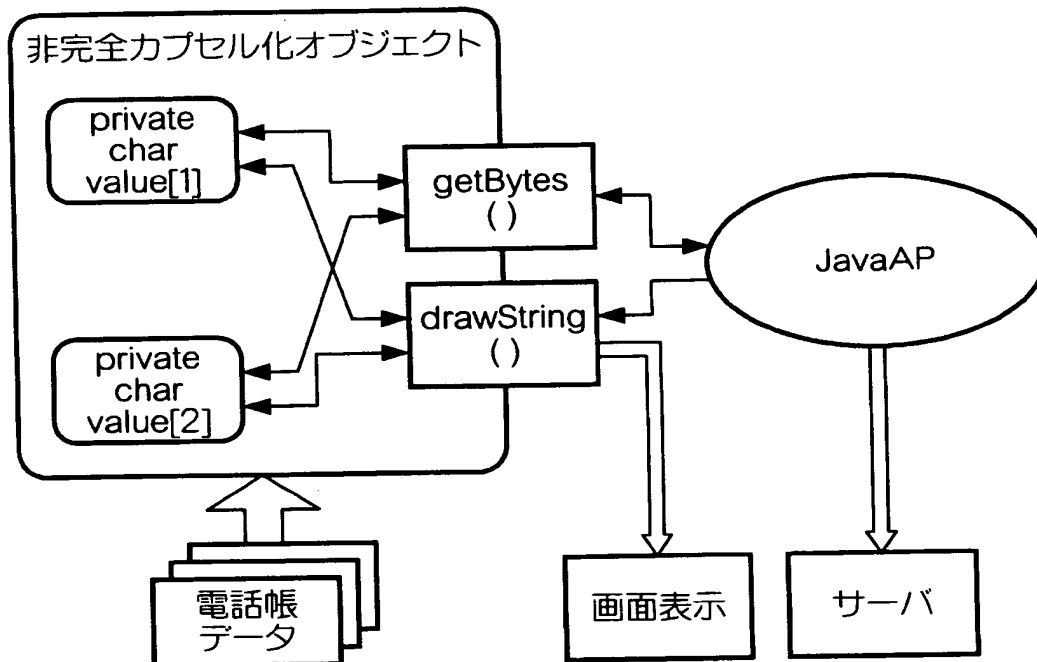 非完全カプセル化オブジェクト
private
char
value[1]
getBytes
()
JavaAP
drawString
()
private
char
value[2]
電話帳
データ
画面表示
サーバ